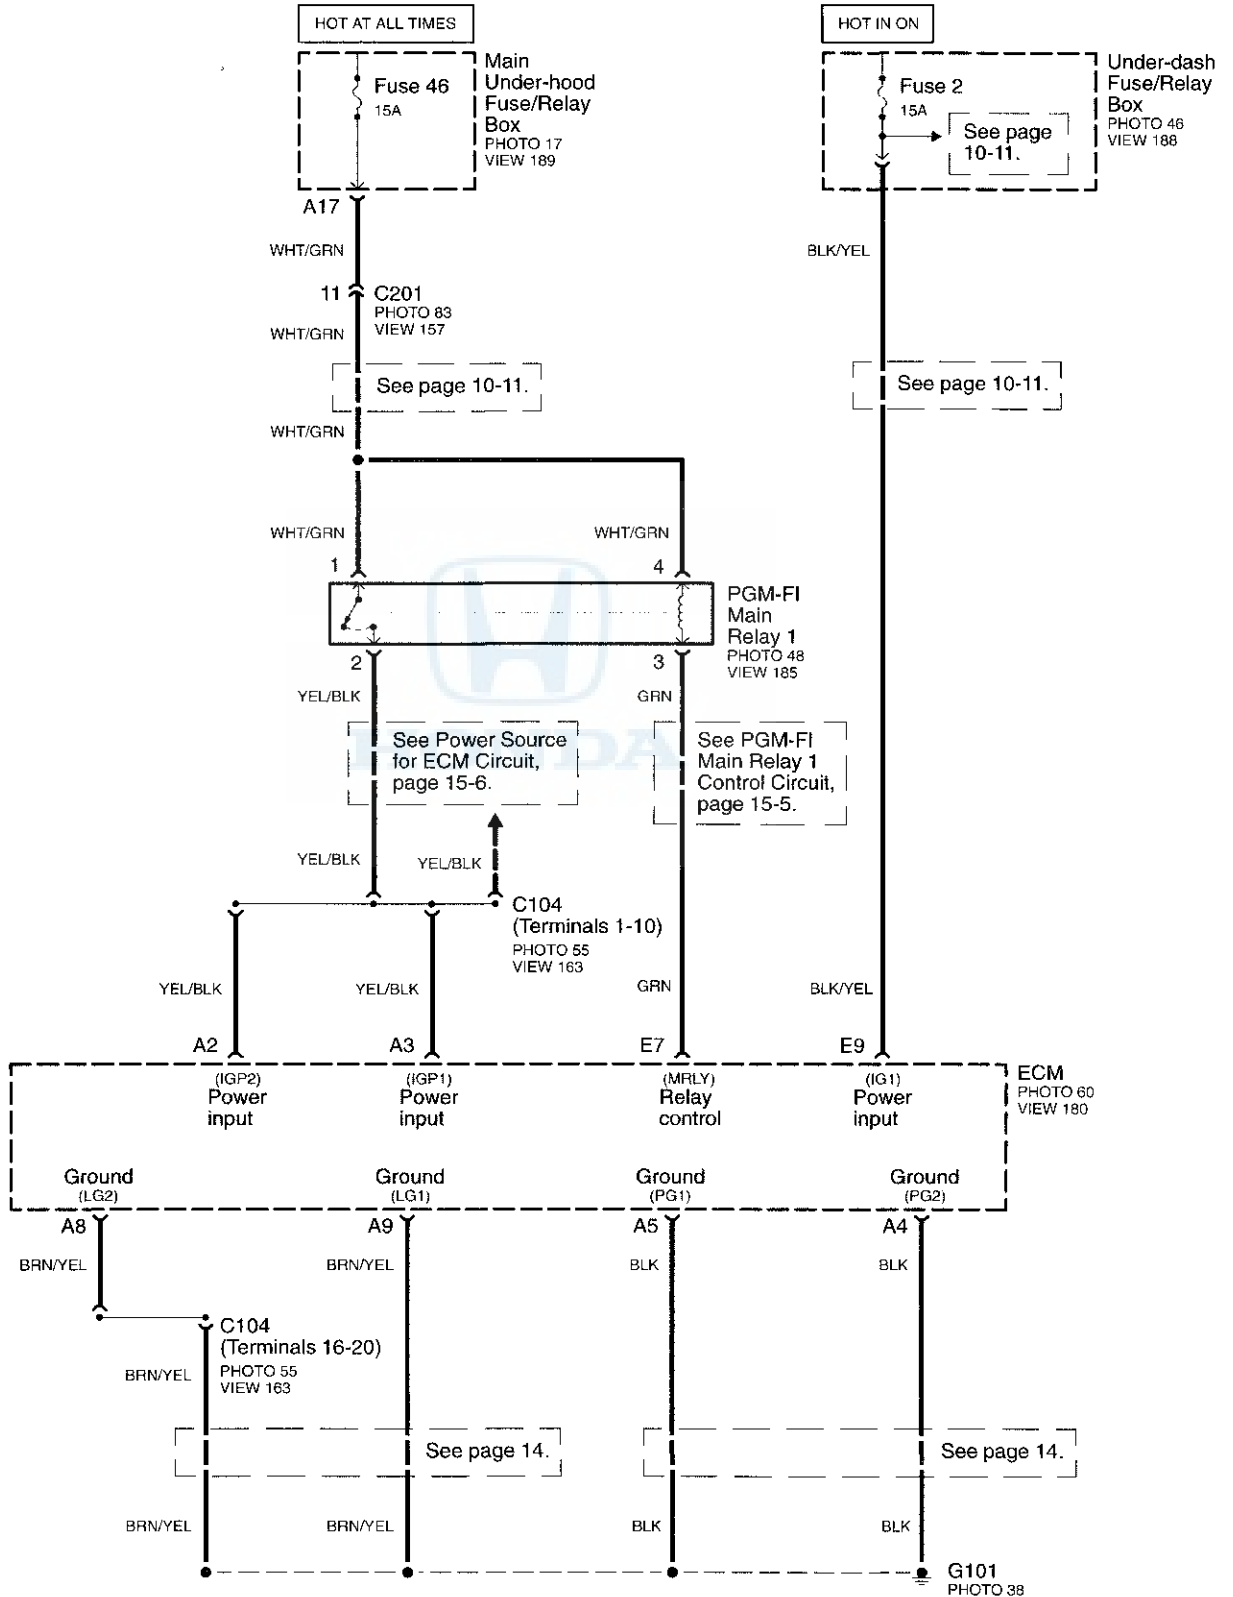 HOT AT ALL TIMES
HOT IN ON
Fuse 46
15A
Main
Under-hood
Fuse/Relay
Box
PHOTO 17
VIEW 189
Fuse 2
15A
See page
10-11.
Under-dash
Fuse/Relay
Box
PHOTO 46
VIEW 188
A17
WHT/GRN
BLK/YEL
11
C201
PHOTO 83
VIEW 157
WHT/GRN
See page 10-11.
See page 10-11.
WHT/GRN
WHT/GRN
WHT/GRN
1
4
PGM-FI
Main
Relay 1
PHOTO 48
VIEW 185
2
3
YEL/BLK
GRN
HONDA
See Power Source
for ECM Circuit,
page 15-6.
See PGM-FI
Main Relay 1
Control Circuit,
page 15-5.
YEL/BLK
YEL/BLK
C104
(Terminals 1-10)
PHOTO 55
VIEW 163
YEL/BLK
YEL/BLK
GRN
BLK/YEL
A2
A3
E7
E9
(IGP2)
Power
input
(IGP1)
Power
input
(MRLY)
Relay
control
(IG1)
Power
input
ECM
PHOTO 60
VIEW 180
Ground
(LG2)
Ground
(LG1)
Ground
(PG1)
Ground
(PG2)
A8
A9
A5
A4
BRN/YEL
BRN/YEL
BLK
BLK
C104
(Terminals 16-20)
PHOTO 55
VIEW 163
BRN/YEL
See page 14.
See page 14.
BRN/YEL
BRN/YEL
BLK
BLK
G101
PHOTO 38